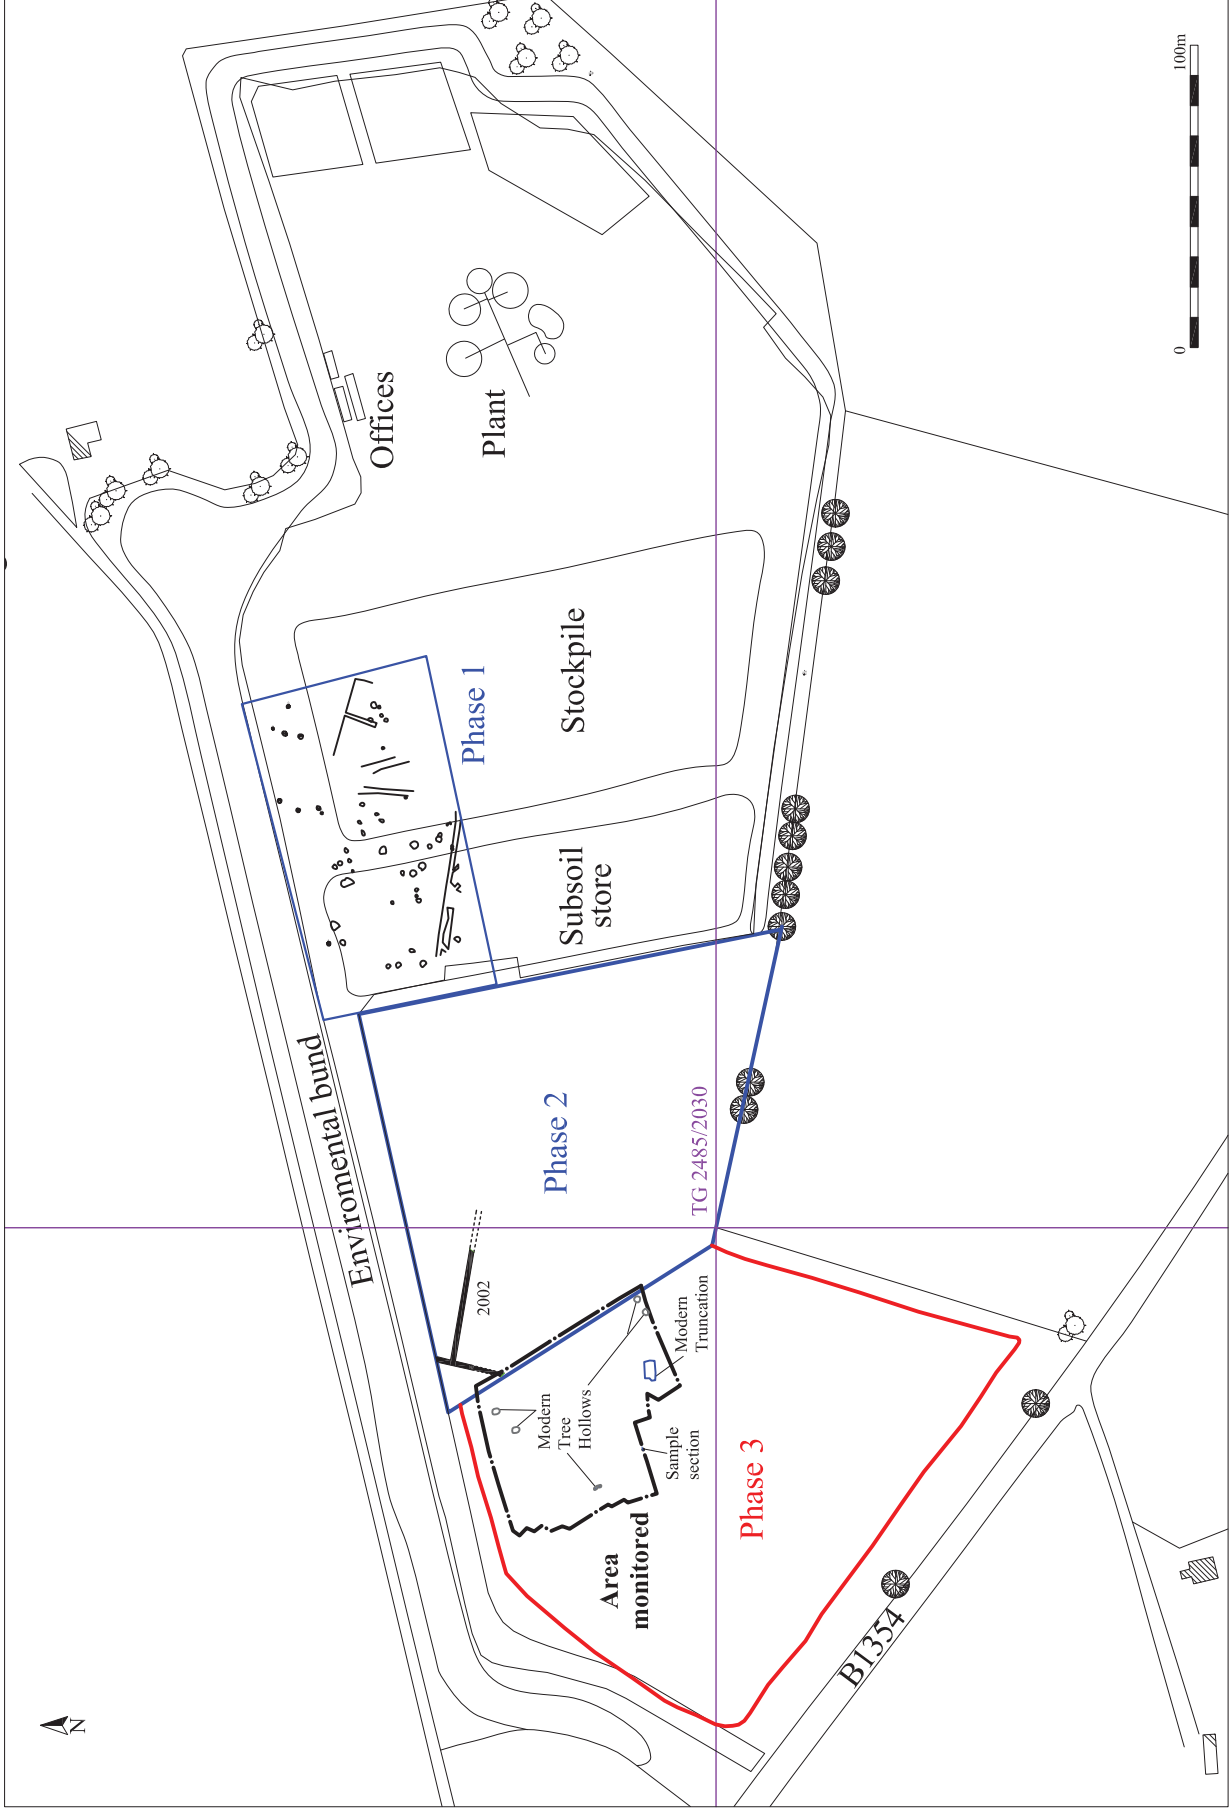 N
Enviromental bund
Offices
Plant
Phase 1
Stockpile
Subsoil
store
Phase 2
2002
TG 2485/2030
Modern
Tree
Hollows
Modern
Truncation
Sample
section
Area
monitored
Phase 3
B1354
0
100m